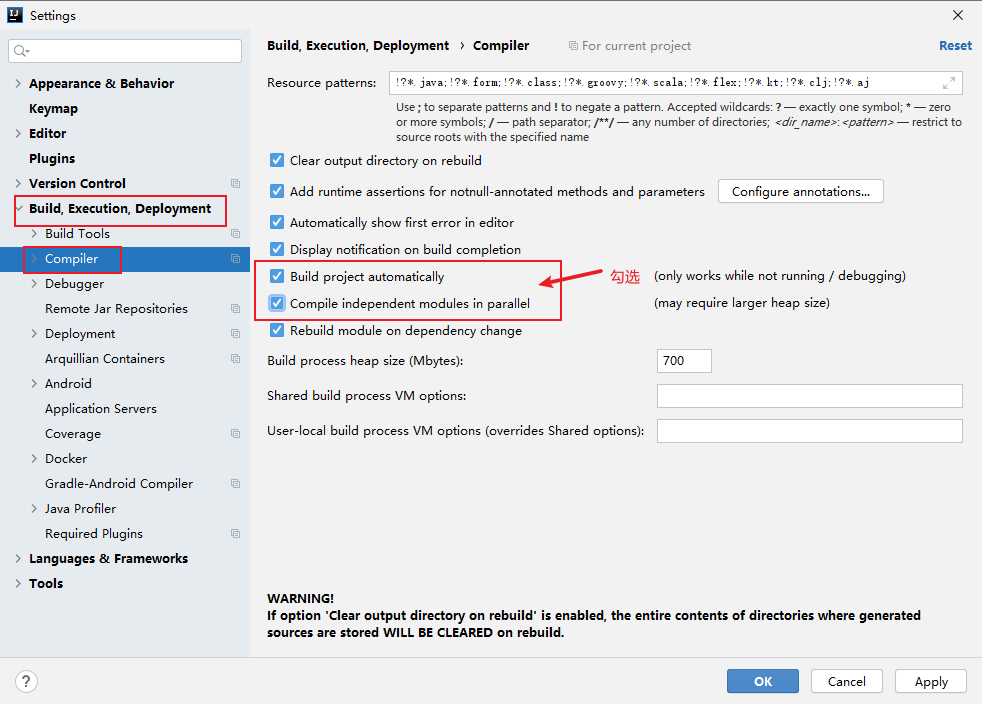 Settings
Build, Execution, Deployment › Compiler
For current project
Reset
Appearance & Behavior
Keymap
Editor
Plugins
Version Control
Build, Execution, Deployment
Build Tools
Compiler
Debugger
Remote Jar Repositories
Deployment
Arquillian Containers
Android
Application Servers
Coverage
Docker
Gradle-Android Compiler
Java Profiler
Required Plugins
Languages & Frameworks
Tools
Resource patterns:
!?*.java;!?*.form;!?*.class;!?*.groovy;!?*.scala;!?*.flex;!?*.kt;!?*.clj;!?*.aj
Use ; to separate patterns and ! to negate a pattern. Accepted wildcards: ? — exactly one symbol; * — zero
or more symbols; / — path separator; /**/ — any number of directories; <dir_name>:<pattern> — restrict to
source roots with the specified name
Clear output directory on rebuild
Add runtime assertions for notnull-annotated methods and parameters
Configure annotations...
Automatically show first error in editor
Display notification on build completion
Build project automatically
勾选
(only works while not running / debugging)
Compile independent modules in parallel
(may require larger heap size)
Rebuild module on dependency change
Build process heap size (Mbytes):
700
Shared build process VM options:
User-local build process VM options (overrides Shared options):
WARNING!
If option 'Clear output directory on rebuild' is enabled, the entire contents of directories where generated
sources are stored WILL BE CLEARED on rebuild.
?
OK
Cancel
Apply